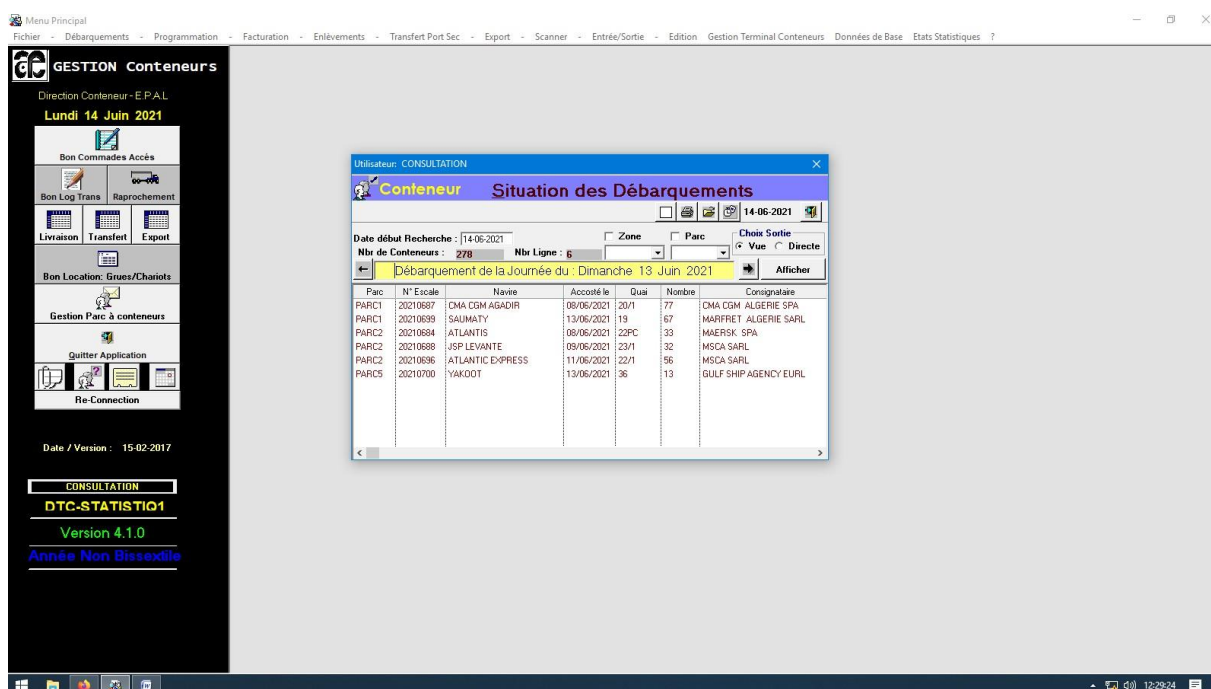 Menu Principal
Fichier - Débarquements - Programmation - Facturation - Enlévements - Transfert Port Sec - Export - Scanner - Entrée/Sortie - Edition Gestion Terminal Conteneurs Données de Base Etats Statistiques ?
GESTION Conteneurs
Direction Conteneur - E.P.A.L
Lundi 14 Juin 2021
Bon Commades Accès
Bon Log Trans Raprochement
Livraison Transfert Export
Bon Location: Grues/Chariots
Gestion Parc à conteneurs
Quitter Application
Re-Connection
Date / Version : 15-02-2017
CONSULTATION
DTC-STATISTIQ1
Version 4.1.0
Année Non Bissextile
Utilisateur: CONSULTATION
Conteneur Situation des Débarquements
14-06-2021
Date début Recherche : 14-06-2021 Zone Parc Choix Sortie
Nbr de Conteneurs : 278 Nbr Ligne : 6 Vue Directe
Débarquement de la Journée du : Dimanche 13 Juin 2021 Afficher
Parc N° Escale Navire Accosté le Quai Nombre Consignataire
PARC1 20210687 CMA CGM AGADIR 08/06/2021 20/1 77 CMA CGM ALGERIE SPA
PARC1 20210699 SAUMATY 13/06/2021 19 67 MARFRET ALGERIE SARL
PARC2 20210684 ATLANTIS 08/06/2021 22PC 33 MAERSK SPA
PARC2 20210688 JSP LEVANTE 09/06/2021 23/1 32 MSCA SARL
PARC2 20210696 ATLANTIC EXPRESS 11/06/2021 22/1 56 MSCA SARL
PARC5 20210700 YAKOOT 13/06/2021 36 13 GULF SHIP AGENCY EURL
12:29:24